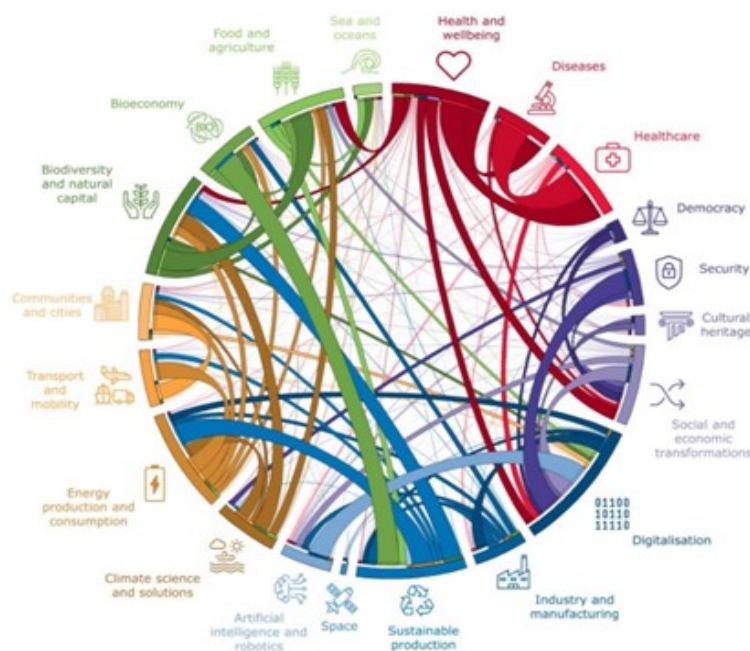 Sea and
oceans
Health and
wellbeing
Diseases
Healthcare
Democracy
Security
Cultural
heritage
Social and
economic
transformations
01100
10110
11110
Digitalisation
Industry and
manufacturing
Sustainable
production
Space
Artificial
intelligence and
robotics
Climate science
and solutions
Energy
production and
consumption
Transport
and
mobility
Communities
and cities
Biodiversity
and natural
capital
Bioeconomy
BIO
Food and
agriculture